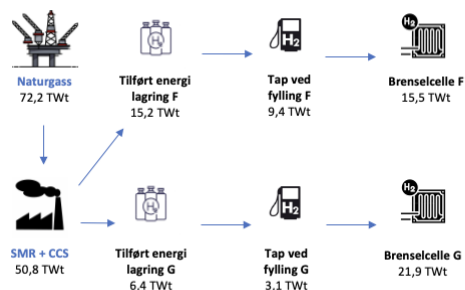 H₂
H2
H₂
Naturgass
72,2 TWt
Tilført energi
lagring F
15,2 TWt
Tap ved
fylling F
9,4 TWt
Brenselcelle F
15,5 TWt
H₂
H2
H₂
SMR + CCS
50,8 TWt
Tilført energi
lagring G
6,4 TWt
Tap ved
fylling G
3,1 TWt
Brenselcelle G
21,9 TWt